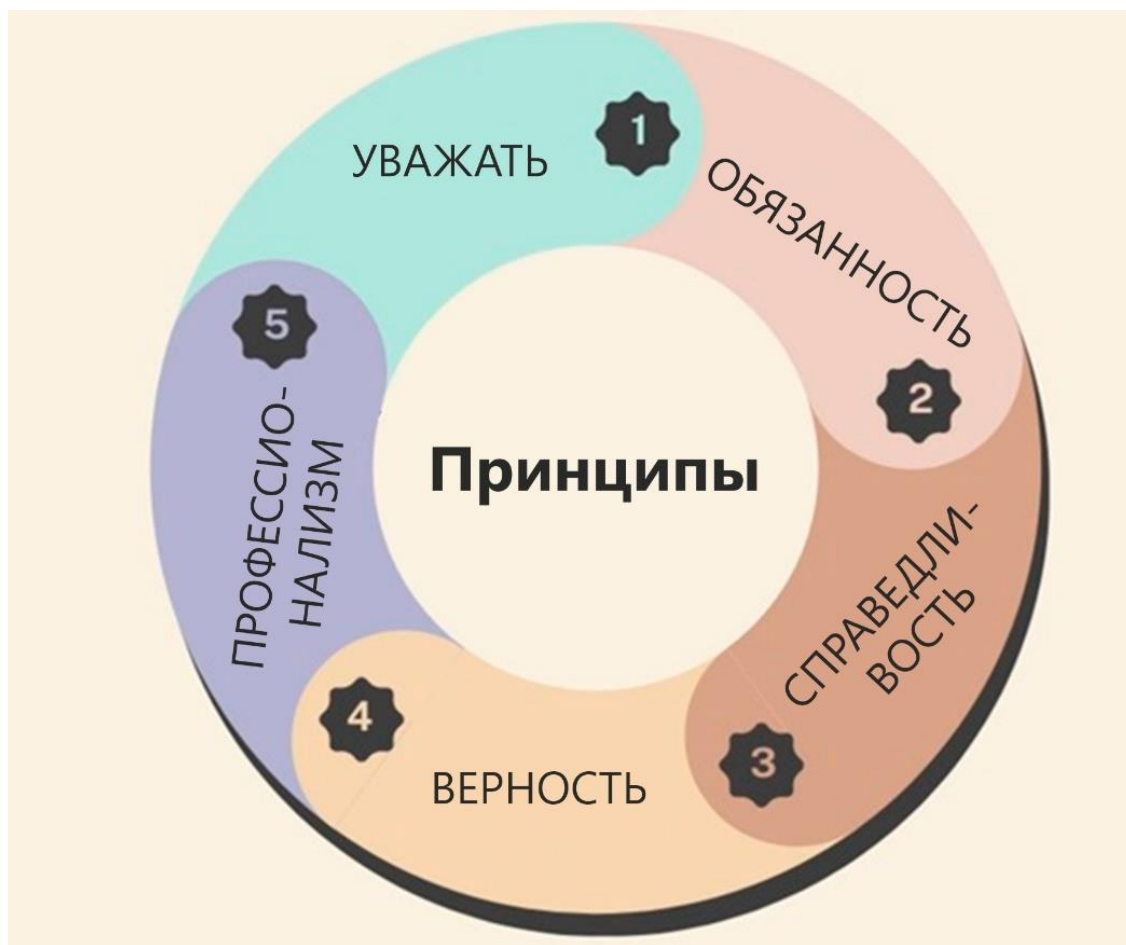 Принципы
1
УВАЖАТЬ
2
ОБЯЗАННОСТЬ
3
СПРАВЕДЛИ-
ВОСТЬ
4
ВЕРНОСТЬ
5
ПРОФЕССИО-
НАЛИЗМ